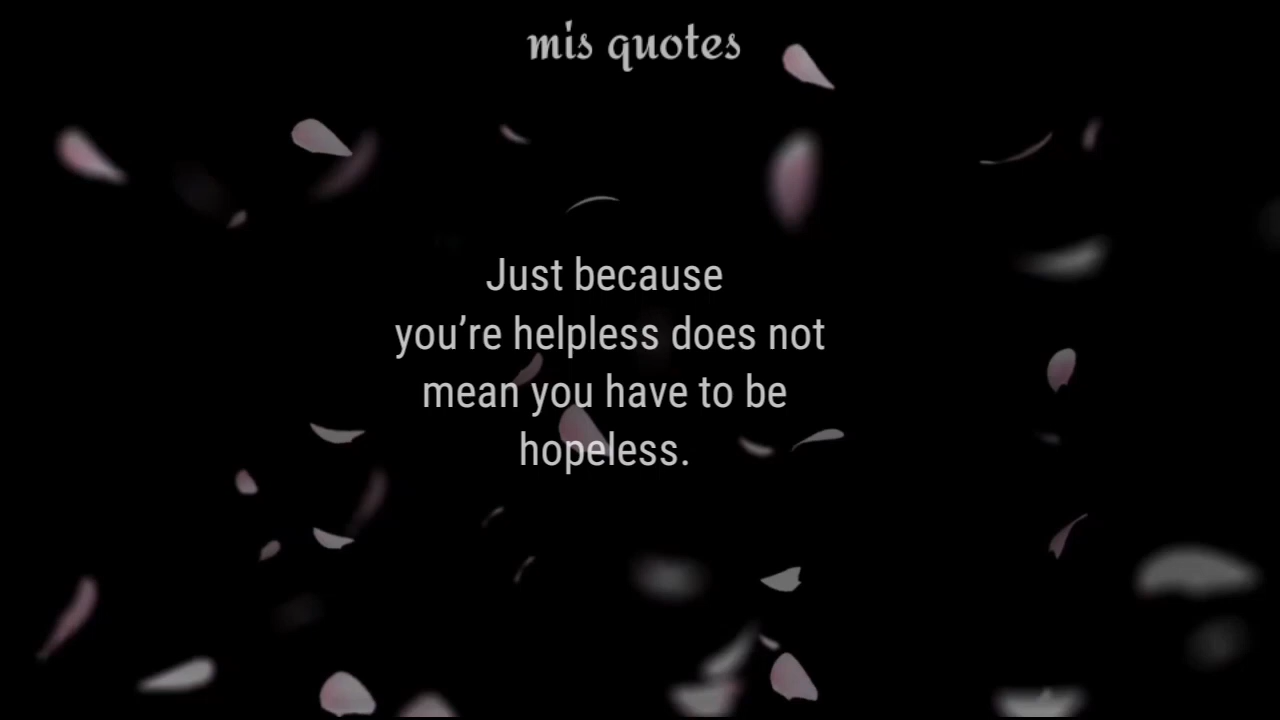 mis quotes
Just because
you’re helpless does not
mean you have to be
hopeless.